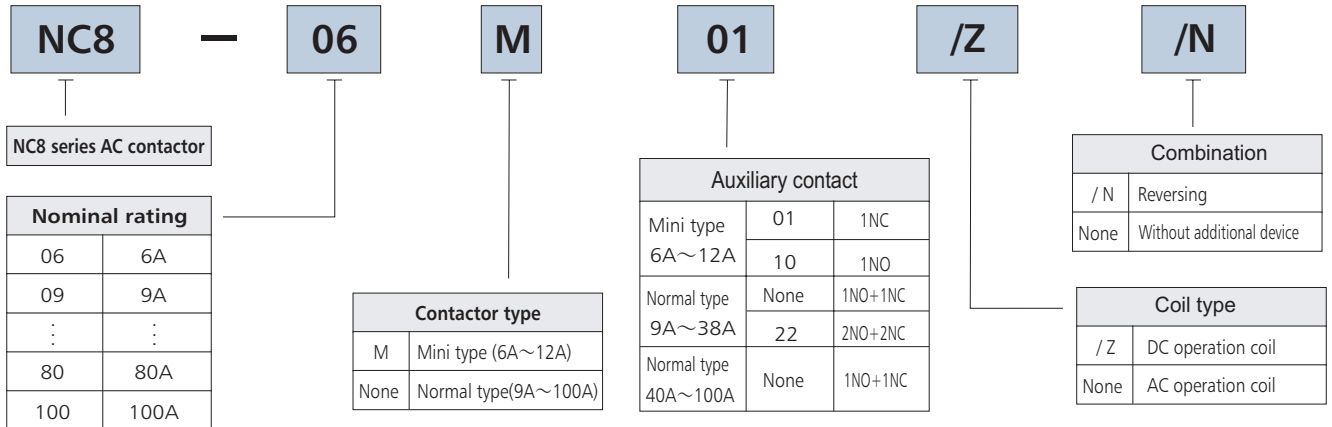 NC8 — 06 M 01 /Z /N
NC8 series AC contactor
Nominal rating
06 6A
09 9A
⋮ ⋮
80 80A
100 100A
Contactor type
M Mini type (6A～12A)
None Normal type(9A～100A)
Auxiliary contact
Mini type 6A～12A 01 1NC
10 1NO
Normal type 9A～38A None 1NO+1NC
22 2NO+2NC
Normal type 40A～100A None 1NO+1NC
Combination
/ N Reversing
None Without additional device
Coil type
/ Z DC operation coil
None AC operation coil